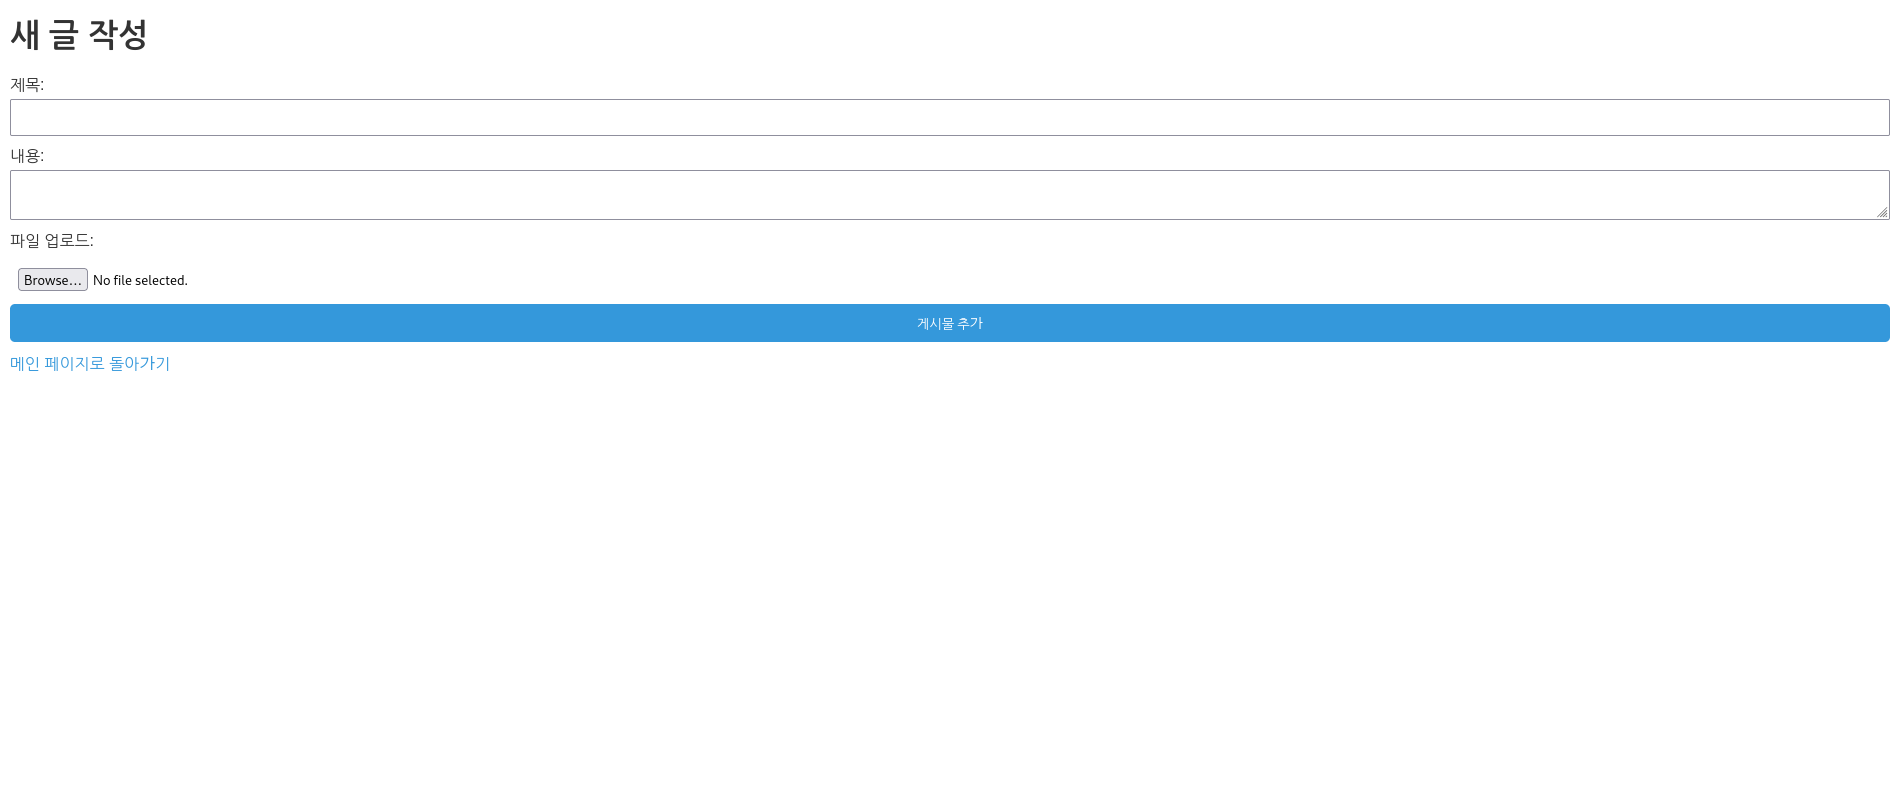 새 글 작성
제목:
내용:
파일 업로드:
Browse... No file selected.
게시물 추가
메인 페이지로 돌아가기